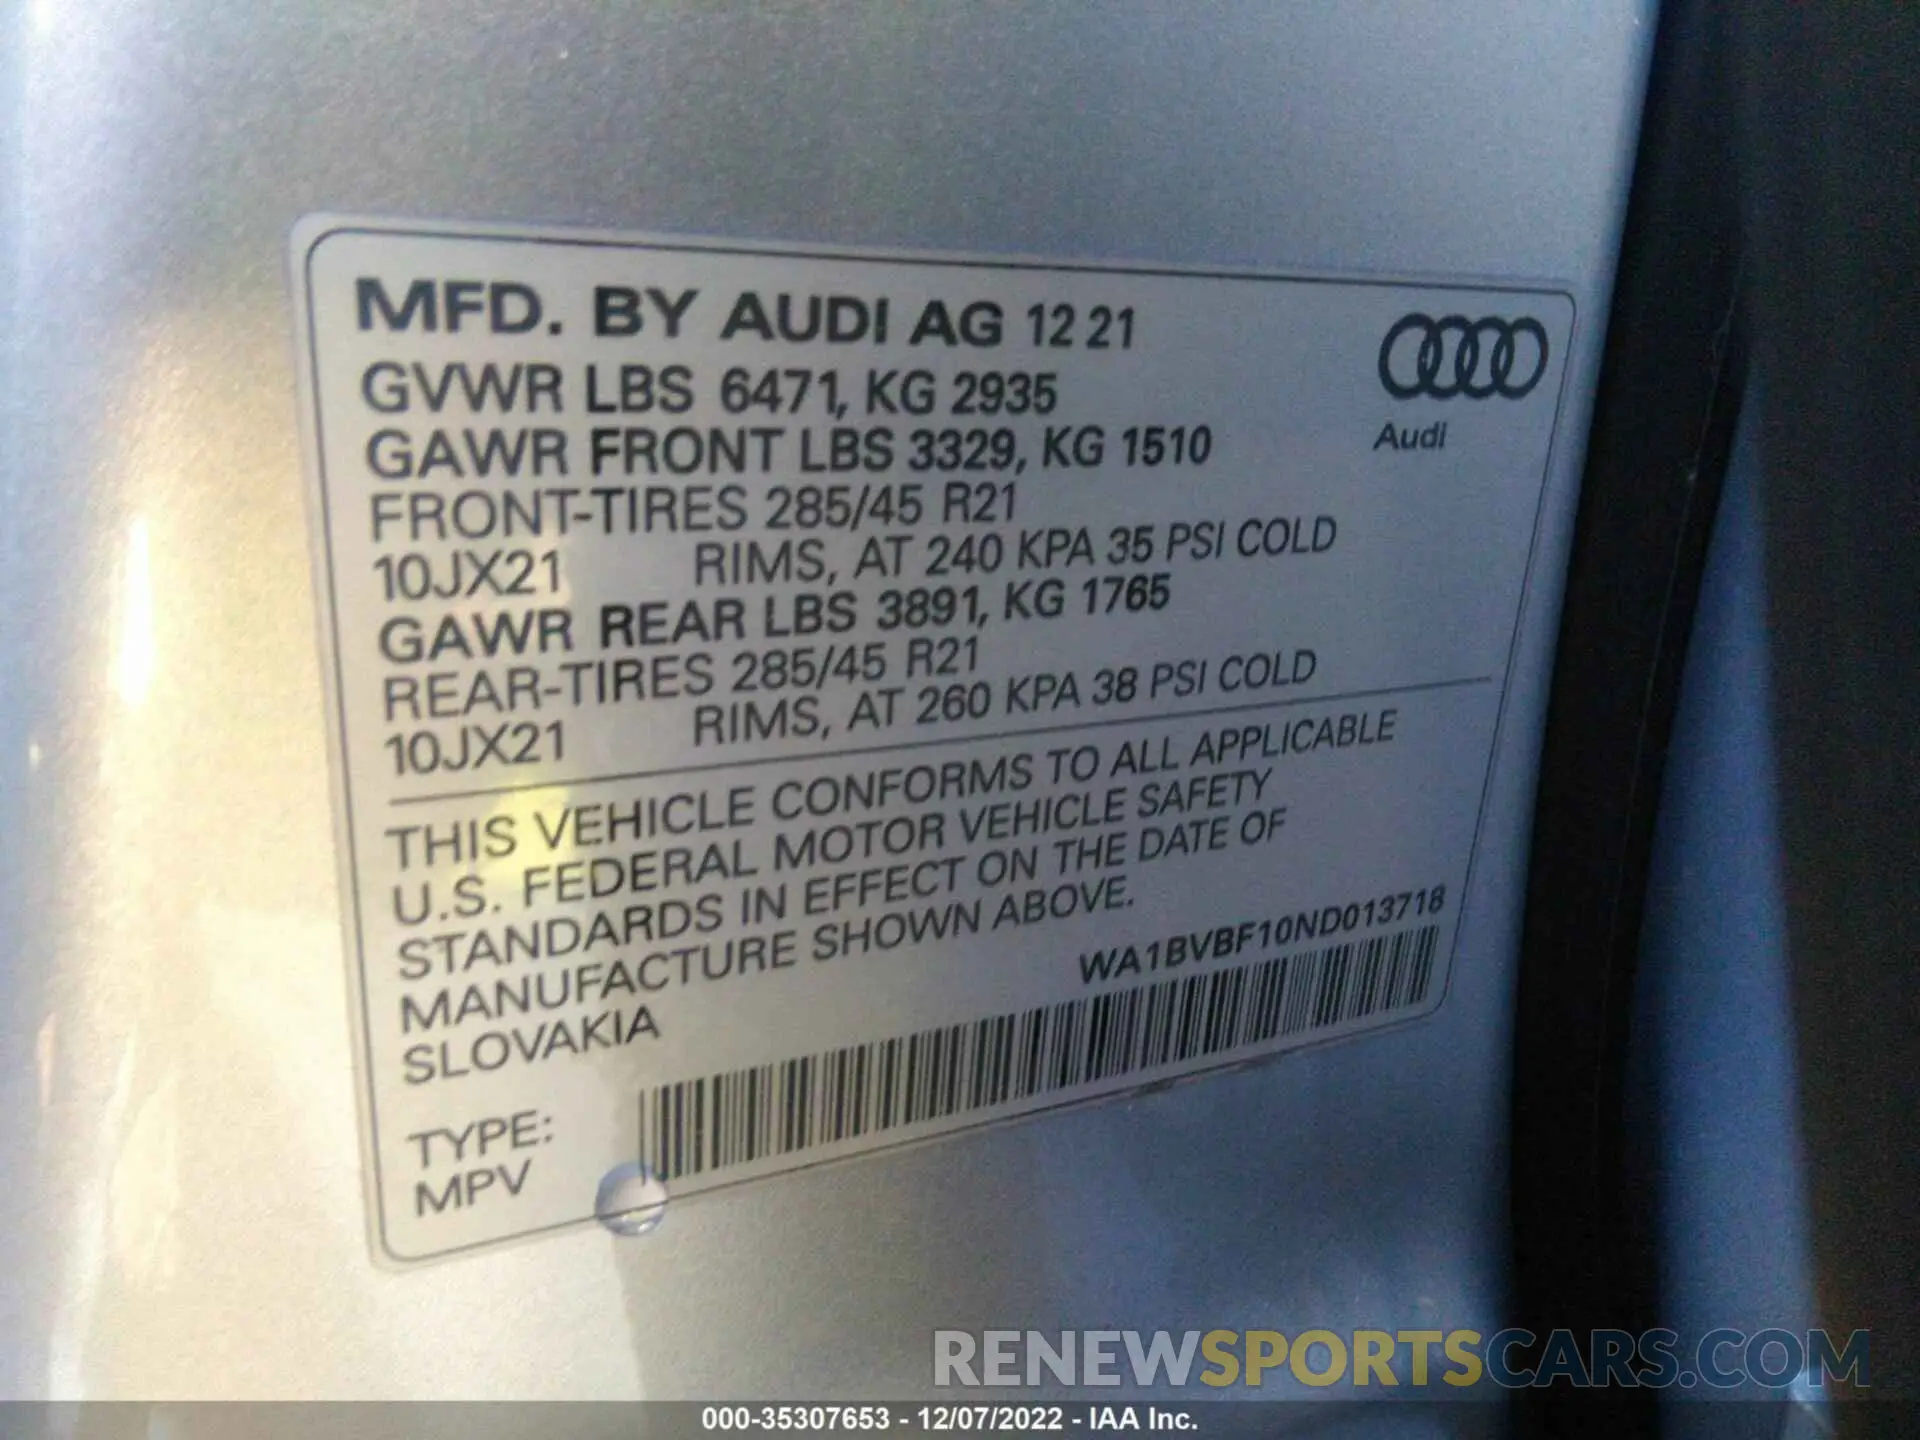 MFD. BY AUDI AG 12 21
GVWR LBS 6471, KG 2935
GAWR FRONT LBS 3329, KG 1510
FRONT-TIRES 285/45 R21
10JX21 RIMS, AT 240 KPA 35 PSI COLD
GAWR REAR LBS 3891, KG 1765
REAR-TIRES 285/45 R21
10JX21 RIMS, AT 260 KPA 38 PSI COLD
Audi
THIS VEHICLE CONFORMS TO ALL APPLICABLE
U.S. FEDERAL MOTOR VEHICLE SAFETY
STANDARDS IN EFFECT ON THE DATE OF
MANUFACTURE SHOWN ABOVE.
SLOVAKIA
WA1BVBF10ND013718
TYPE:
MPV
RENEWSPORTSCARS.COM
000-35307653 - 12/07/2022 - IAA Inc.